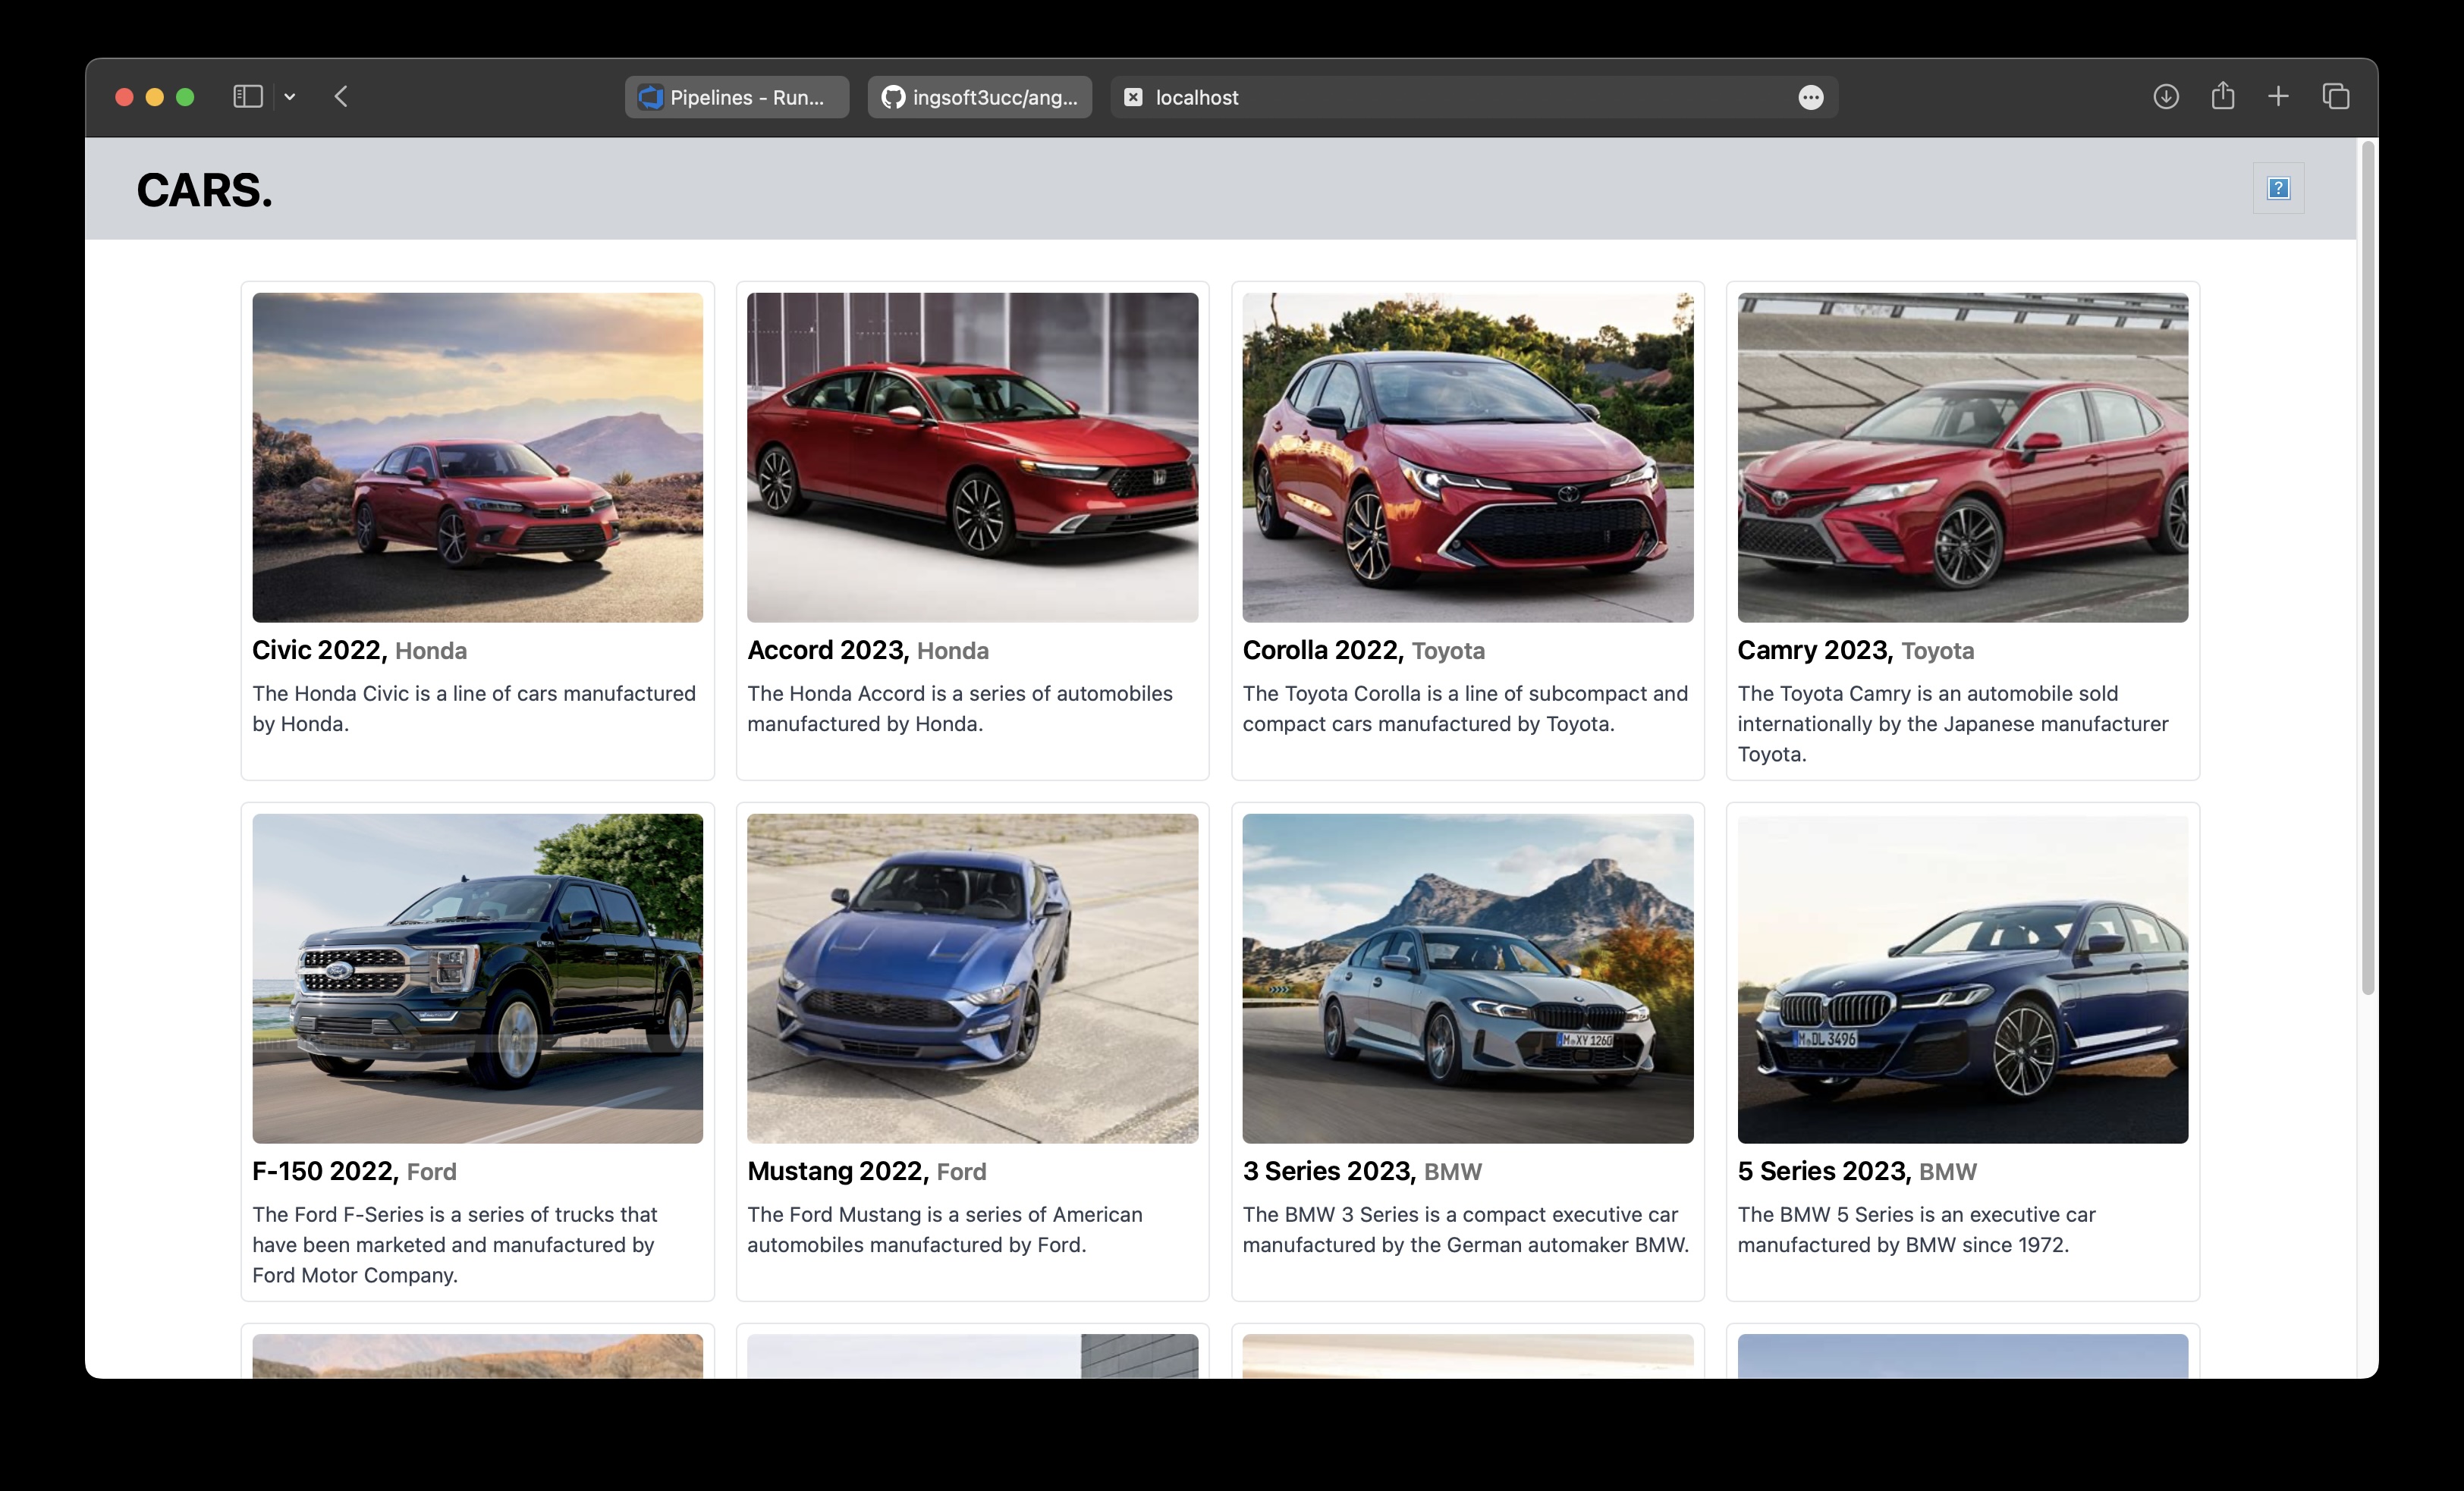 Pipelines - Run...
ingsoft3ucc/ang...
localhost
CARS.
Civic 2022, Honda
The Honda Civic is a line of cars manufactured
by Honda.
Accord 2023, Honda
The Honda Accord is a series of automobiles
manufactured by Honda.
Corolla 2022, Toyota
The Toyota Corolla is a line of subcompact and
compact cars manufactured by Toyota.
Camry 2023, Toyota
The Toyota Camry is an automobile sold
internationally by the Japanese manufacturer
Toyota.
M DL 3496
M XY 1260
F-150 2022, Ford
The Ford F-Series is a series of trucks that
have been marketed and manufactured by
Ford Motor Company.
Mustang 2022, Ford
The Ford Mustang is a series of American
automobiles manufactured by Ford.
3 Series 2023, BMW
The BMW 3 Series is a compact executive car
manufactured by the German automaker BMW.
5 Series 2023, BMW
The BMW 5 Series is an executive car
manufactured by BMW since 1972.